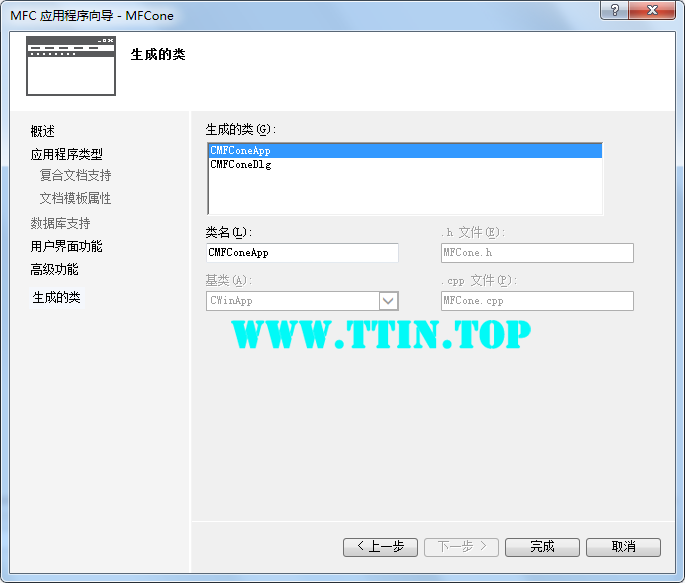 MFC 应用程序向导 - MFCone
生成的类
概述
应用程序类型
复合文档支持
文档模板属性
数据库支持
用户界面功能
高级功能
生成的类
生成的类(G):
CMFConeApp
CMFConeDlg
类名(L):
.h 文件(E):
CMFConeApp
MFCone.h
基类(A):
.cpp 文件(P):
CWinApp
MFCone.cpp
WWW.TTIN.TOP
< 上一步
下一步 >
完成
取消